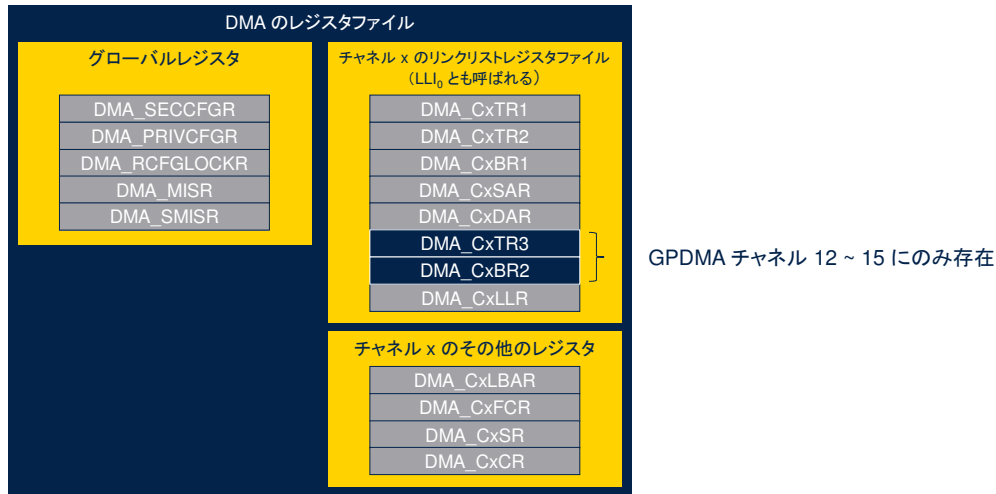 DMA のレジスタファイル
グローバルレジスタ
DMA_SECCFGR
DMA_PRIVCFGR
DMA_RCFGLOCKR
DMA_MISR
DMA_SMISR
チャネル x のリンクリストレジスタファイル
(LLI0 とも呼ばれる)
DMA_CxTR1
DMA_CxTR2
DMA_CxBR1
DMA_CxSAR
DMA_CxDAR
DMA_CxTR3
DMA_CxBR2
DMA_CxLLR
GPDMA チャネル 12 ~ 15 にのみ存在
チャネル x のその他のレジスタ
DMA_CxLBAR
DMA_CxFCR
DMA_CxSR
DMA_CxCR